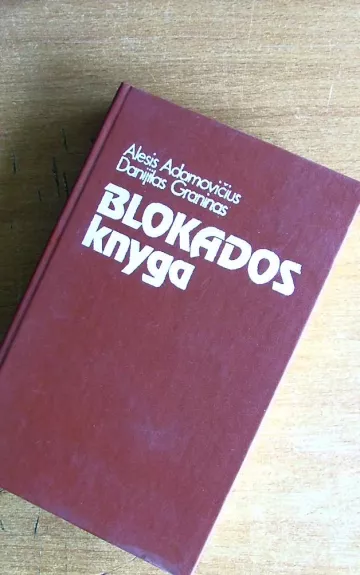 Alesis Adamovičius
Danijilas Graninas
BLOKADOS
knyga